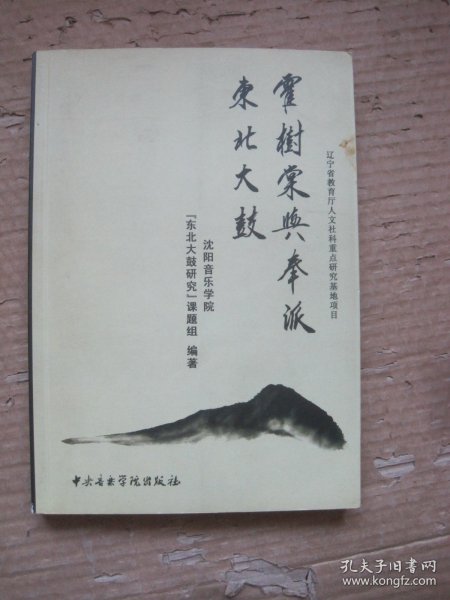 辽宁省教育厅人文社科重点研究基地项目
霍樹棠與奉派
東北大鼓
沈阳音乐学院
「东北大鼓研究」课题组 编著
中央音乐学院出版社
孔夫子旧书网
www.kongfz.com